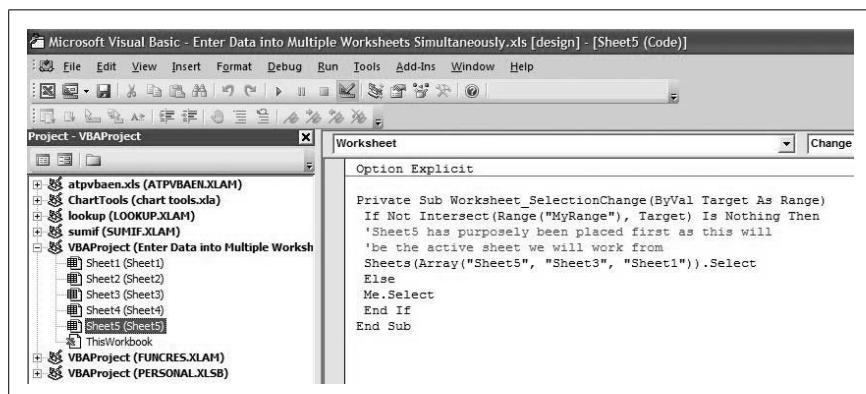 Microsoft Visual Basic - Enter Data into Multiple Worksheets Simultaneously.xls [design] - [Sheet5 (Code)]
File Edit View Insert Format Debug Run Tools Add-Ins Window Help
Project - VBAProject
atpvbaen.xls (ATPVBAEN.XLAM)
ChartTools (chart tools.xla)
lookup (LOOKUP.XLAM)
sumif (SUMIF.XLAM)
VBAProject (Enter Data into Multiple Worksh
Sheet1 (Sheet1)
Sheet2 (Sheet2)
Sheet3 (Sheet3)
Sheet4 (Sheet4)
Sheet5 (Sheet5)
ThisWorkbook
VBAProject (FUNCRES.XLAM)
VBAProject (PERSONAL.XLSB)
Worksheet
Change
Option Explicit
Private Sub Worksheet_SelectionChange(ByVal Target As Range)
If Not Intersect(Range("MyRange"), Target) Is Nothing Then
'Sheet5 has purposely been placed first as this will
'be the active sheet we will work from
Sheets(Array("Sheet5", "Sheet3", "Sheet1")).Select
Else
Me.Select
End If
End Sub